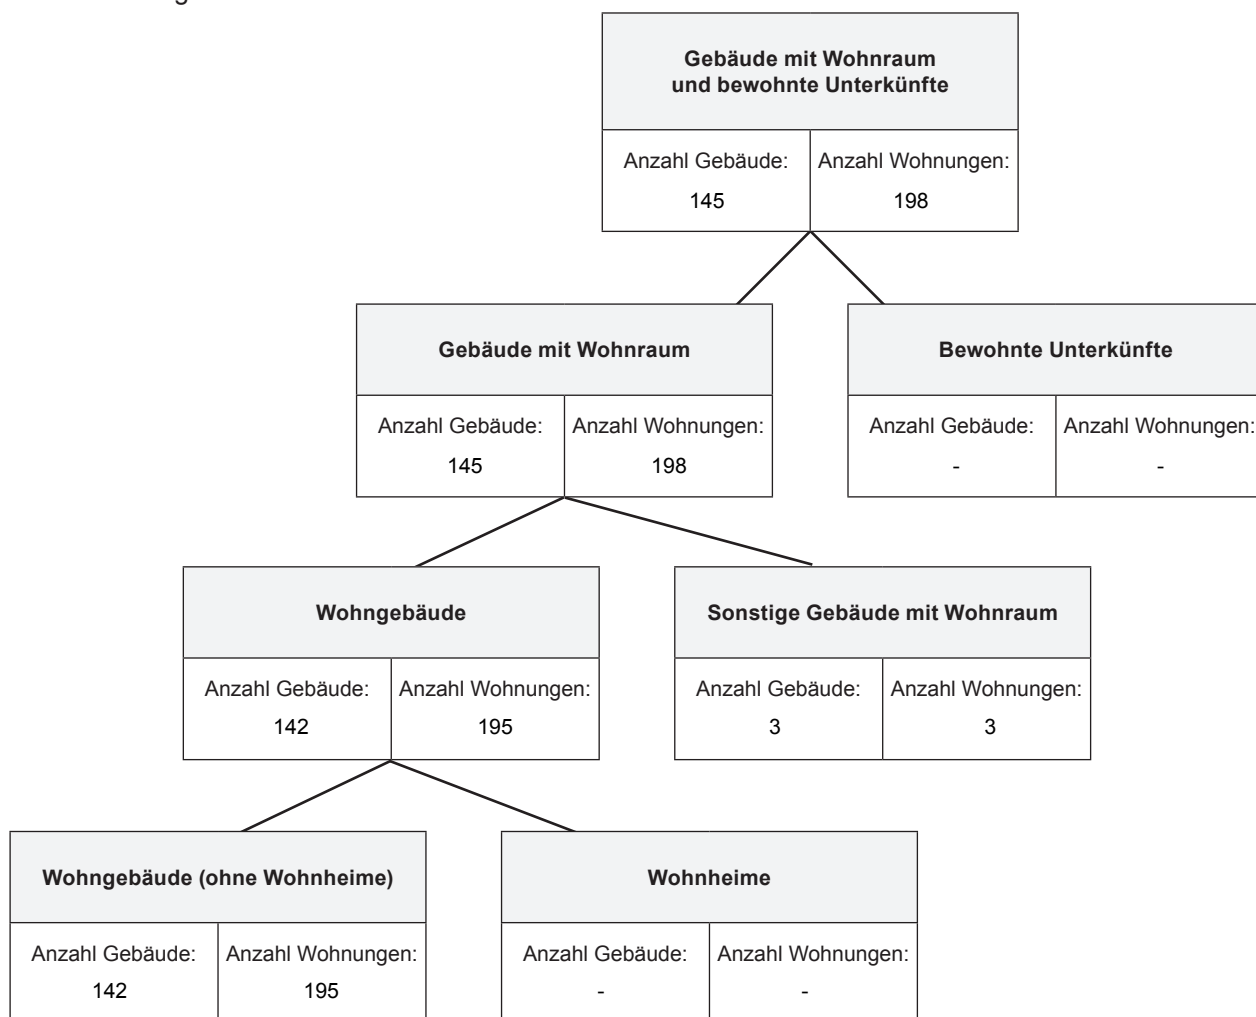 Gebäude mit Wohnraum
und bewohnte Unterkünfte
Anzahl Gebäude: Anzahl Wohnungen:
145 198
Gebäude mit Wohnraum
Anzahl Gebäude: Anzahl Wohnungen:
145 198
Bewohnte Unterkünfte
Anzahl Gebäude: Anzahl Wohnungen:
- -
Wohngebäude
Anzahl Gebäude: Anzahl Wohnungen:
142 195
Sonstige Gebäude mit Wohnraum
Anzahl Gebäude: Anzahl Wohnungen:
3 3
Wohngebäude (ohne Wohnheime)
Anzahl Gebäude: Anzahl Wohnungen:
142 195
Wohnheime
Anzahl Gebäude: Anzahl Wohnungen:
- -